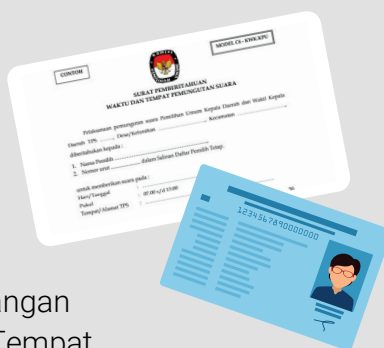 CONTOH
MODEL C6 - KWK.KPU
SURAT PEMBERITAHUAN
WAKTU DAN TEMPAT PEMUNGUTAN SUARA
Pelaksanaan pemungutan suara Pemilihan Umum Kepala Daerah dan Wakil Kepala
Daerah TPS ......, Desa/Kelurahan ......................, Kecamatan ......................,
diberitahukan kepada :
1. Nama Pemilih ......................
2. Nomor urut ...................... dalam Salinan Daftar Pemilih Tetap.
untuk memberikan suara pada :
Hari/Tanggal :
Pukul : 07.00 s/d 13.00
Tempat/Alamat TPS :
1234567890000000
angan
Tempat